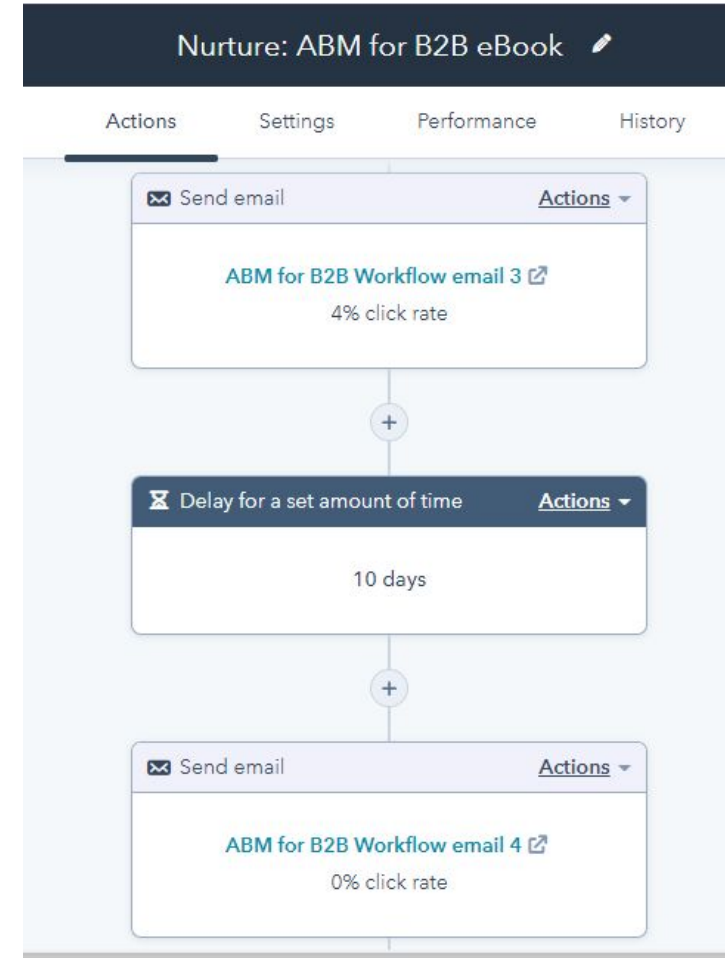 Nurture: ABM for B2B eBook
Actions Settings Performance History
Send email Actions
ABM for B2B Workflow email 3
4% click rate
+
Delay for a set amount of time Actions
10 days
+
Send email Actions
ABM for B2B Workflow email 4
0% click rate